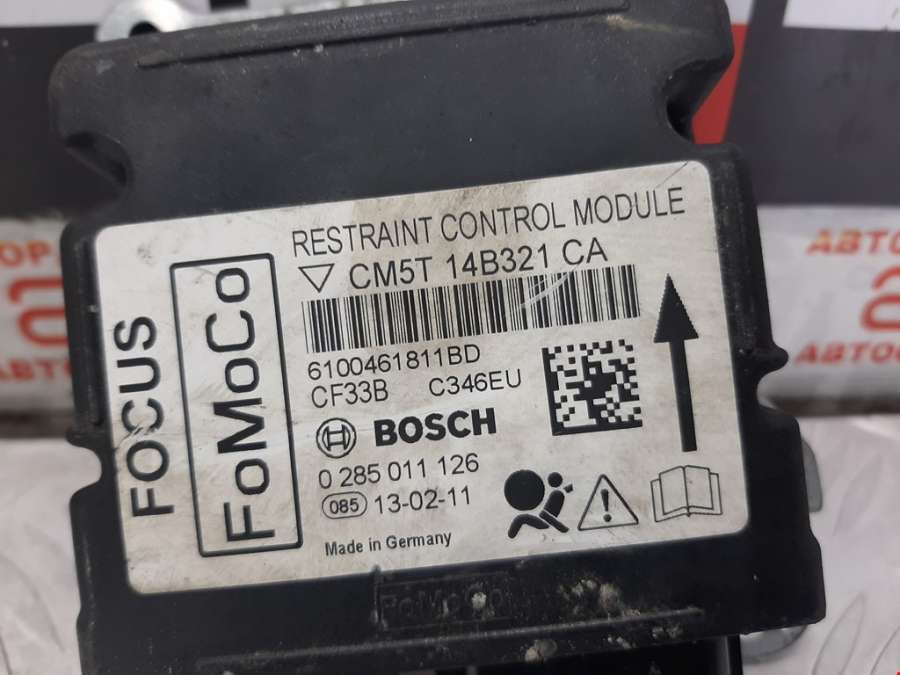 RESTRAINT CONTROL MODULE
CM5T 14B321 CA
6100461811BD
CF33B C346EU
BOSCH
0 285 011 126
085 13-02-11
Made in Germany
FOCUS
FoMoCo
FoMoCo